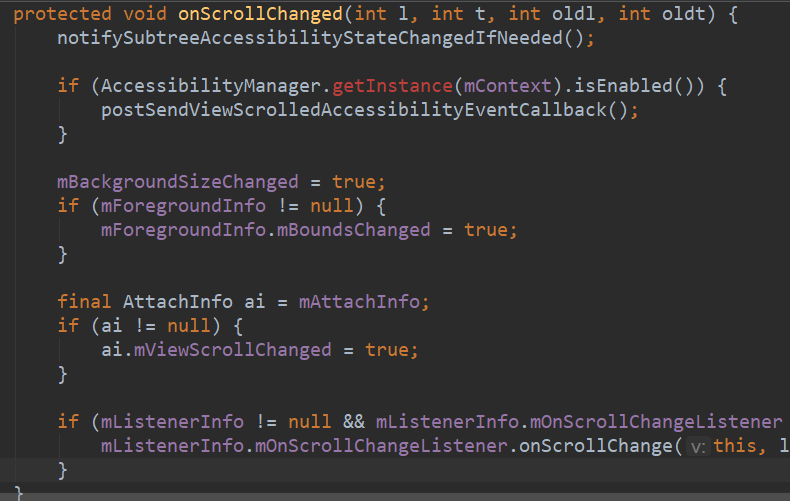 protected void onScrollChanged(int l, int t, int oldl, int oldt) {
notifySubtreeAccessibilityStateChangedIfNeeded();
if (AccessibilityManager.getInstance(mContext).isEnabled()) {
postSendViewScrolledAccessibilityEventCallback();
}
mBackgroundSizeChanged = true;
if (mForegroundInfo != null) {
mForegroundInfo.mBoundsChanged = true;
}
final AttachInfo ai = mAttachInfo;
if (ai != null) {
ai.mViewScrollChanged = true;
}
if (mListenerInfo != null && mListenerInfo.mOnScrollChangeListener
mListenerInfo.mOnScrollChangeListener.onScrollChange( v: this, l
}
}